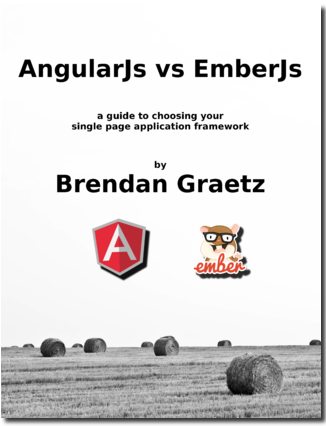 AngularJs vs EmberJs
a guide to choosing your
single page application framework
by
Brendan Graetz
A
ember